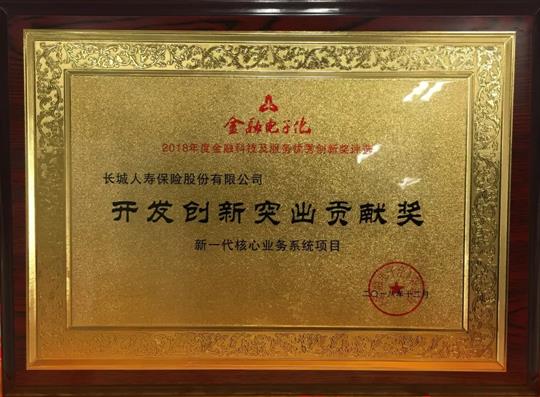 金融电子化
2018年度金融科技及服务优秀创新奖评选
长城人寿保险股份有限公司
开发创新突出贡献奖
新一代核心业务系统项目
二〇一八年十二月